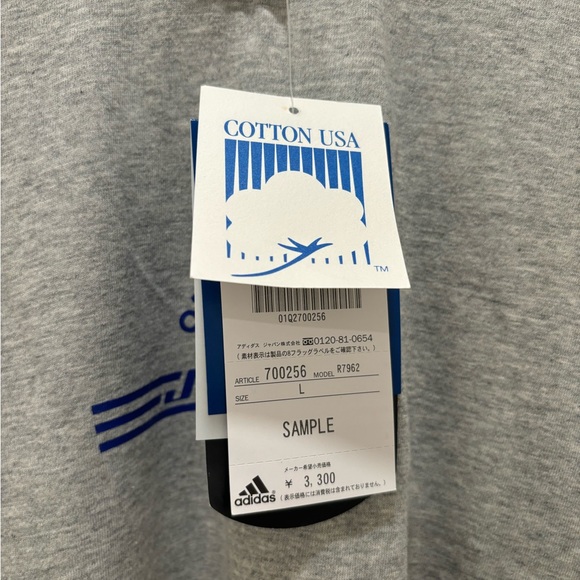 COTTON USA
TM
01Q2700256
アディダス ジャパン株式会社 0120-81-0654
(素材表示は製品の8フラッグラベルをご確認下さい。)
ARTICLE 700256 MODEL R7962
SIZE L
SAMPLE
メーカー希望小売価格
¥ 3,300
(表示価格には消費税は含まれておりません。)
adidas